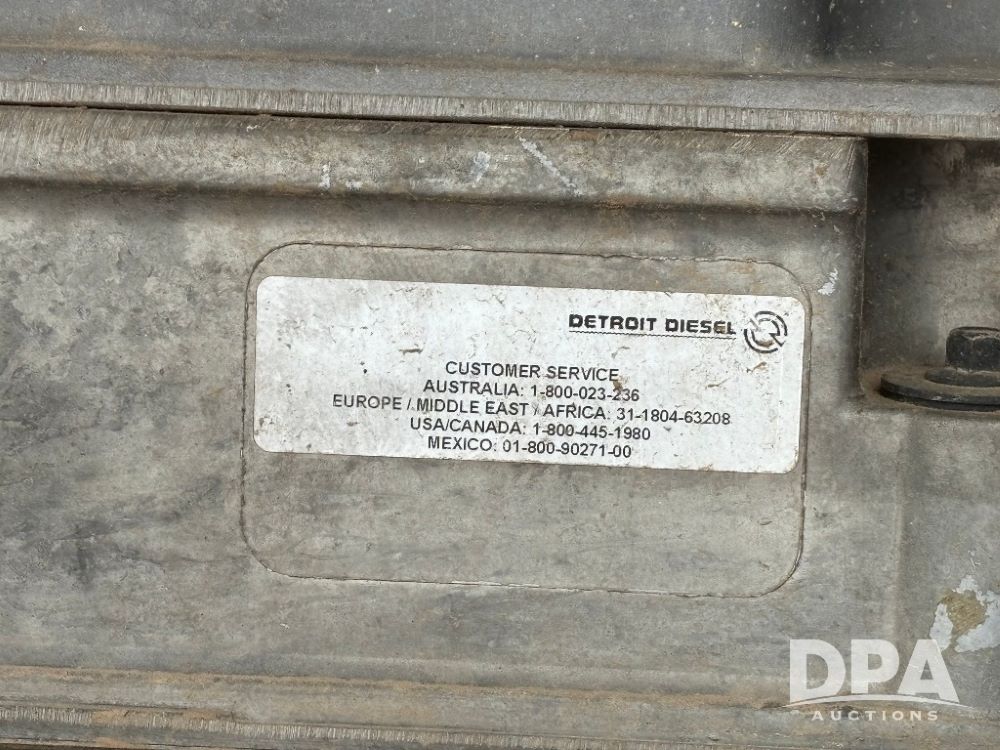 DETROIT DIESEL
CUSTOMER SERVICE
AUSTRALIA: 1-800-023-236
EUROPE / MIDDLE EAST / AFRICA: 31-1804-63208
USA/CANADA: 1-800-445-1980
MEXICO: 01-800-90271-00
DPA
AUCTIONS